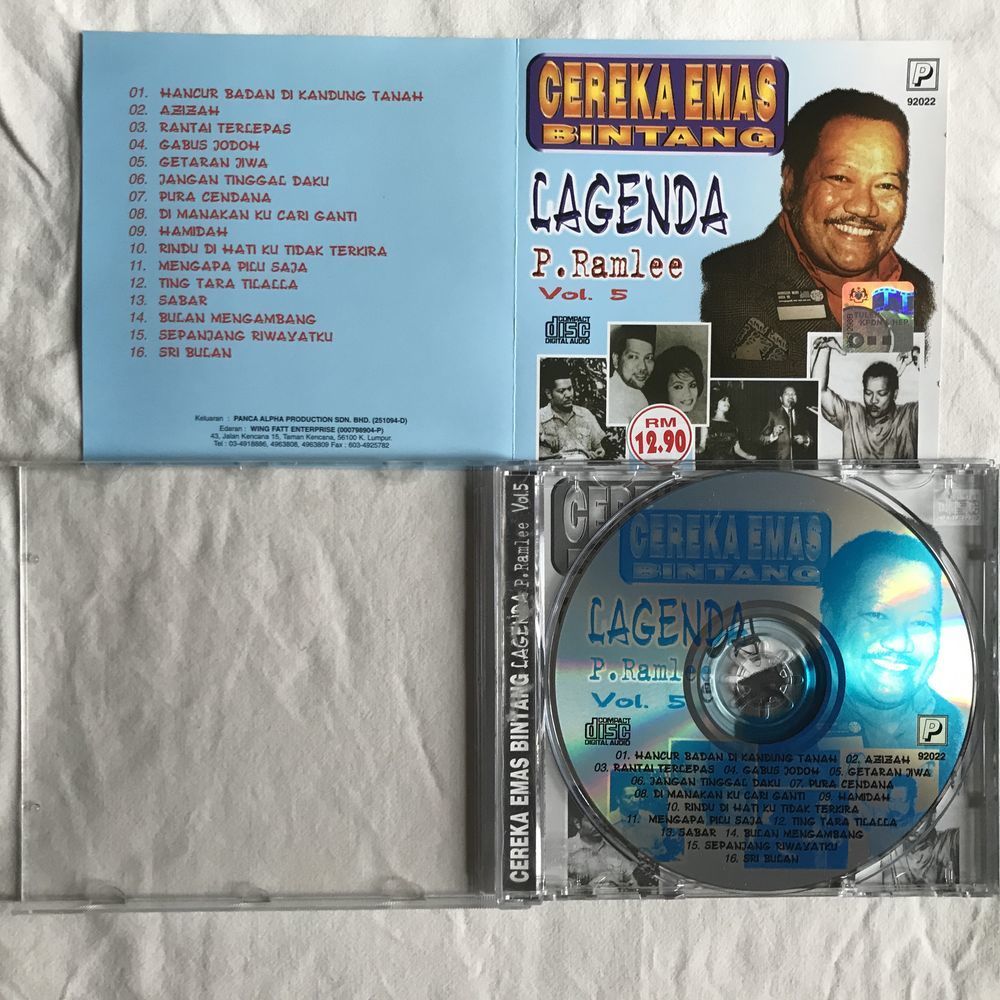 01. HANCUR BADAN DI KANDUNG TANAH
02. AZIZAH
03. RANTAI TERLEPAS
04. GABUS JODOH
05. GETARAN JIWA
06. JANGAN TINGGAL DAKU
07. PURA CENDANA
08. DI MANAKAN KU CARI GANTI
09. HAMIDAH
10. RINDU DI HATI KU TIDAK TERKIRA
11. MENGAPA PILU SAJA
12. TING TARA TILALLA
13. SABAR
14. BULAN MENGAMBANG
15. SEPANJANG RIWAYATKU
16. SRI BULAN
Keluaran : PANCA ALPHA PRODUCTION SDN. BHD. (251094-D)
Edaran : WING FATT ENTERPRISE (000798904-P)
43, Jalan Kencana 15, Taman Kencana, 56100 K. Lumpur.
Tel : 03-4918886, 4963808, 4963809 Fax : 603-4925782
CEREKA EMAS
BINTANG
P
92022
LAGENDA
P.Ramlee
Vol. 5
COMPACT
disc
DIGITAL AUDIO
RM
12.90
CEREKA EMAS BINTANG LAGENDA P.Ramlee Vol.5
CEREKA EMAS
BINTANG
LAGENDA
P.Ramlee
Vol. 5
COMPACT
disc
DIGITAL AUDIO
P
92022
01. HANCUR BADAN DI KANDUNG TANAH 02. AZIZAH
03. RANTAI TERLEPAS 04. GABUS JODOH 05. GETARAN JIWA
06. JANGAN TINGGAL DAKU 07. PURA CENDANA
08. DI MANAKAN KU CARI GANTI 09. HAMIDAH
10. RINDU DI HATI KU TIDAK TERKIRA
11. MENGAPA PILU SAJA 12. TING TARA TILALLA
13. SABAR 14. BULAN MENGAMBANG
15. SEPANJANG RIWAYATKU
16. SRI BULAN